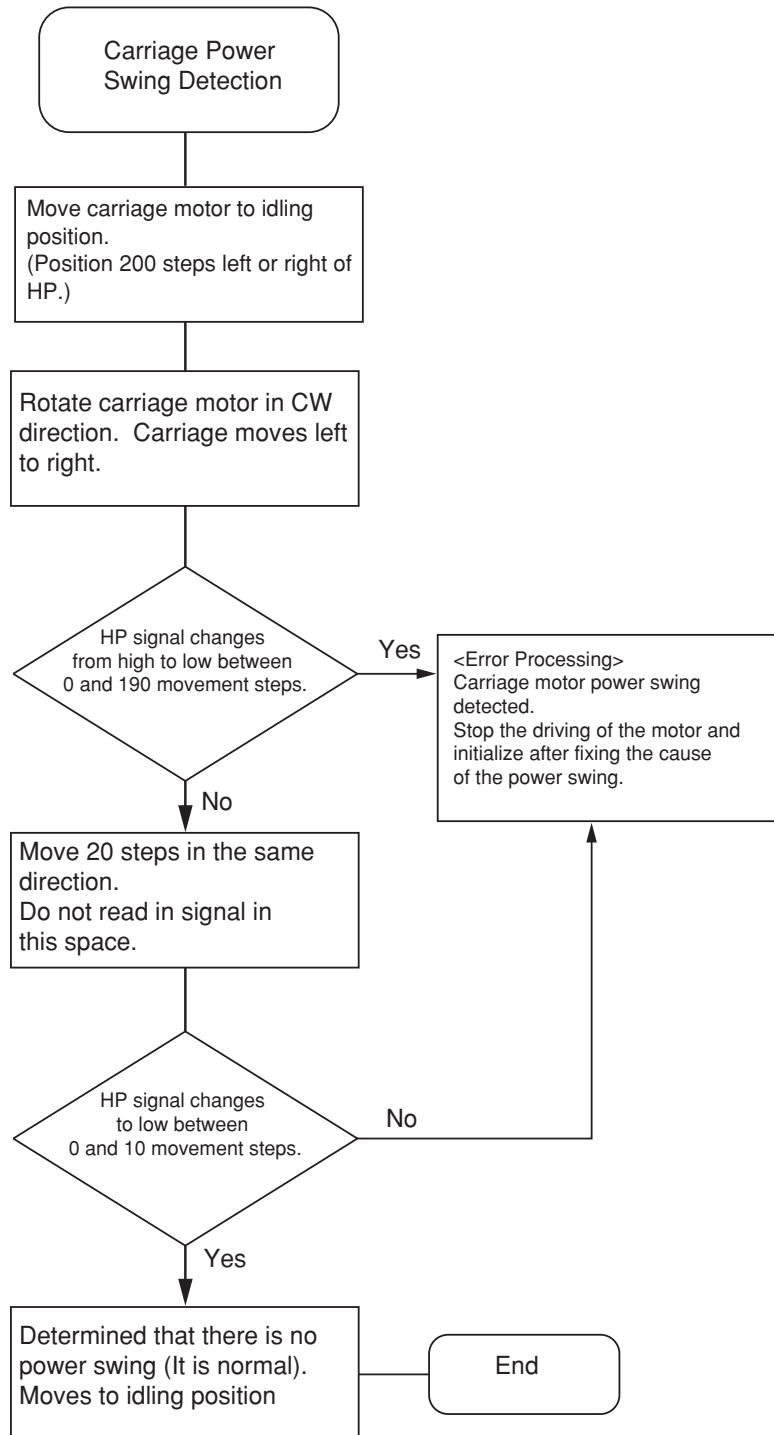 Carriage Power
Swing Detection
Move carriage motor to idling
position.
(Position 200 steps left or right of
HP.)
Rotate carriage motor in CW
direction.  Carriage moves left
to right.
HP signal changes
from high to low between
0 and 190 movement steps.
Yes
<Error Processing>
Carriage motor power swing
detected.
Stop the driving of the motor and
initialize after fixing the cause
of the power swing.
No
Move 20 steps in the same
direction.
Do not read in signal in
this space.
HP signal changes
to low between
0 and 10 movement steps.
No
Yes
Determined that there is no
power swing (It is normal).
Moves to idling position
End